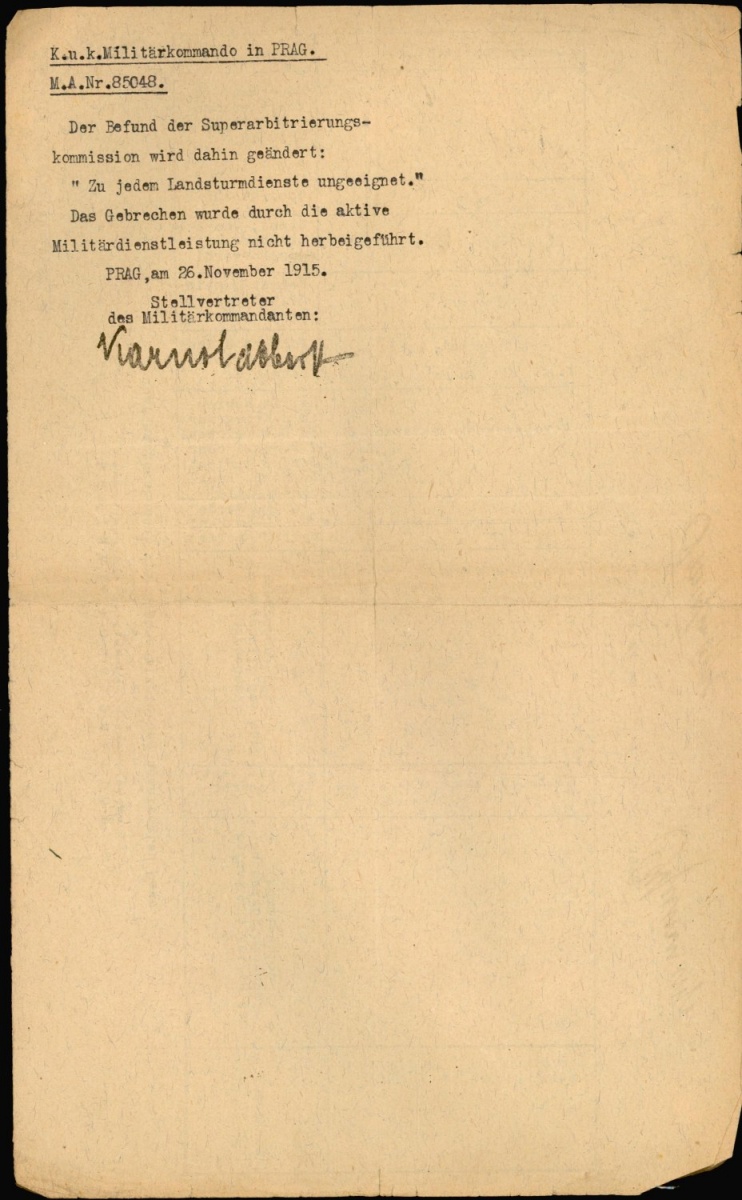 K.u.k.Militärkommando in PRAG.
M.A.Nr.85048.
Der Befund der Superarbitrierungs-
kommission wird dahin geändert:
" Zu jedem Landsturmdienste ungeeignet."
Das Gebrechen wurde durch die aktive
Militärdienstleistung nicht herbeigeführt.
PRAG,am 26.November 1915.
Stellvertreter
des Militärkommandanten: